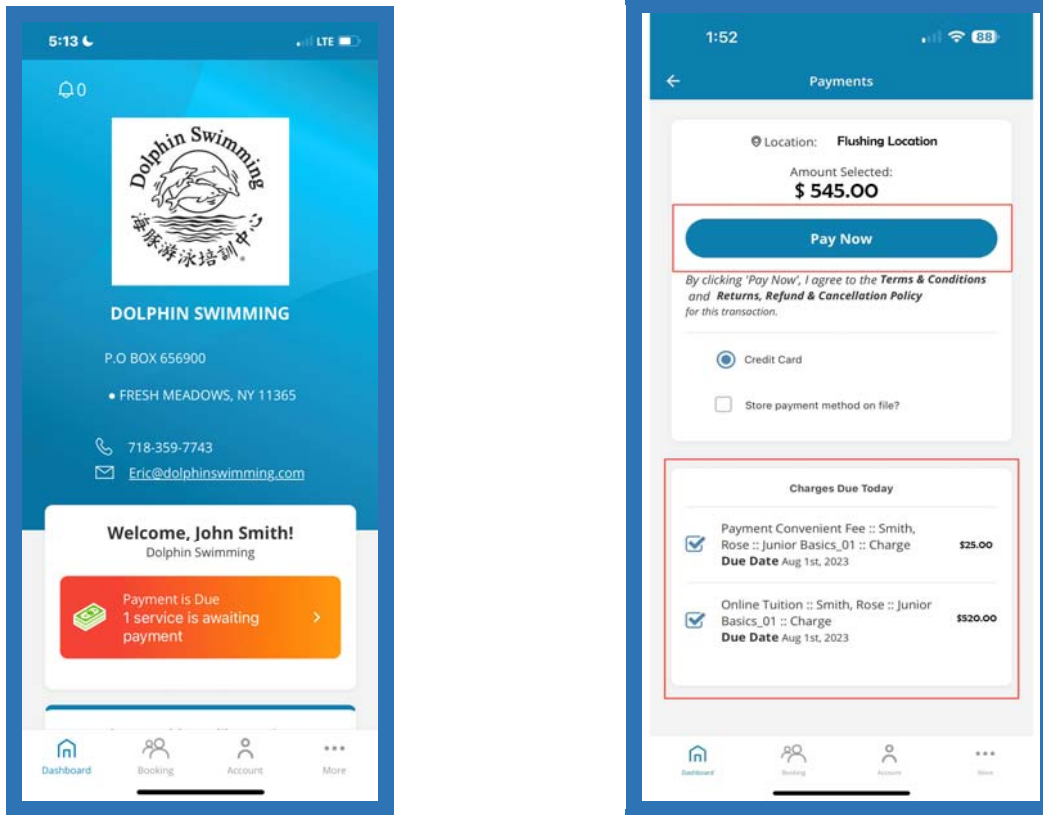 5:13
LTE
0
Dolphin Swimming
海豚游泳培訓中心
DOLPHIN SWIMMING
P.O BOX 656900
• FRESH MEADOWS, NY 11365
718-359-7743
Eric@dolphinswimming.com
Welcome, John Smith!
Dolphin Swimming
Payment is Due
1 service is awaiting
payment
Dashboard
Booking
Account
More
1:52
88
Payments
Location: Flushing Location
Amount Selected:
$ 545.00
Pay Now
By clicking 'Pay Now', I agree to the Terms & Conditions
and Returns, Refund & Cancellation Policy
for this transaction.
Credit Card
Store payment method on file?
Charges Due Today
Payment Convenient Fee :: Smith,
Rose :: Junior Basics_01 :: Charge
$25.00
Due Date Aug 1st, 2023
Online Tuition :: Smith, Rose :: Junior
Basics_01 :: Charge
$520.00
Due Date Aug 1st, 2023
Dashboard
Booking
Account
More